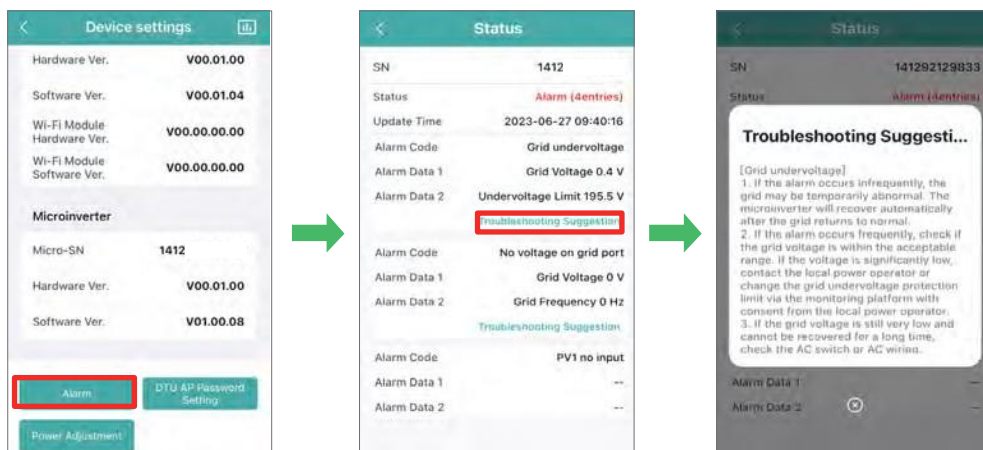 Device settings
Hardware Ver. V00.01.00
Software Ver. V00.01.04
Wi-Fi Module
Hardware Ver. V00.00.00.00
Wi-Fi Module
Software Ver. V00.00.00.00
Microinverter
Micro-SN 1412
Hardware Ver. V00.01.00
Software Ver. V01.00.08
Alarm
DTU AP Password
Setting
Power Adjustment
Status
SN 1412
Status Alarm (4entries)
Update Time 2023-06-27 09:40:16
Alarm Code Grid undervoltage
Alarm Data 1 Grid Voltage 0.4 V
Alarm Data 2 Undervoltage Limit 195.5 V
Troubleshooting Suggestion
Alarm Code No voltage on grid port
Alarm Data 1 Grid Voltage 0 V
Alarm Data 2 Grid Frequency 0 Hz
Troubleshooting Suggestion
Alarm Code PV1 no input
Alarm Data 1 --
Alarm Data 2 --
Status
SN 141292129833
Status Alarm (4entries)
Troubleshooting Suggesti...
[Grid undervoltage]
1. If the alarm occurs infrequently, the
grid may be temporarily abnormal. The
microinverter will recover automatically
after the grid returns to normal.
2. If the alarm occurs frequently, check if
the grid voltage is within the acceptable
range. If the voltage is significantly low,
contact the local power operator or
change the grid undervoltage protection
limit via the monitoring platform with
consent from the local power operator.
3. If the grid voltage is still very low and
cannot be recovered for a long time,
check the AC switch or AC wiring.
Alarm Data 1 --
Alarm Data 2 --